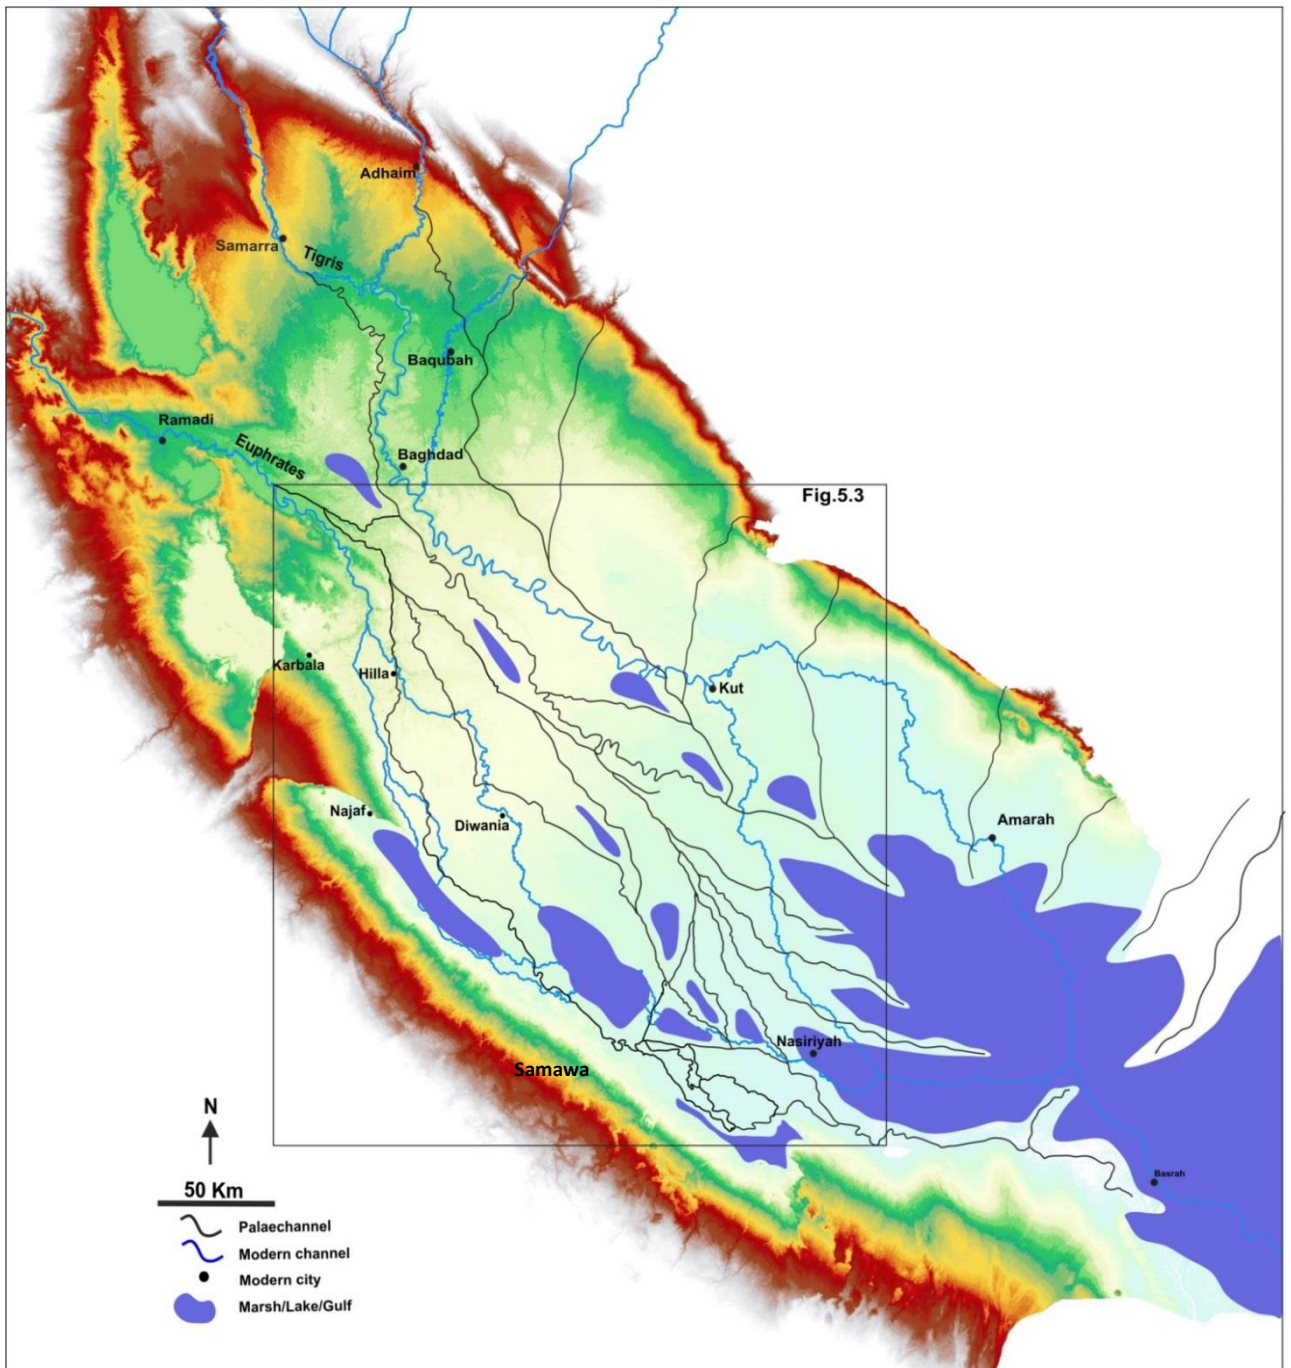 Adhaim
Samarra
Tigris
Baqubah
Ramadi
Euphrates
Baghdad
Fig.5.3
Karbala
Hilla
Kut
Najaf
Diwania
Amarah
Nasiriyah
Samawa
Basrah
N
50 Km
Palaechannel
Modern channel
Modern city
Marsh/Lake/Gulf